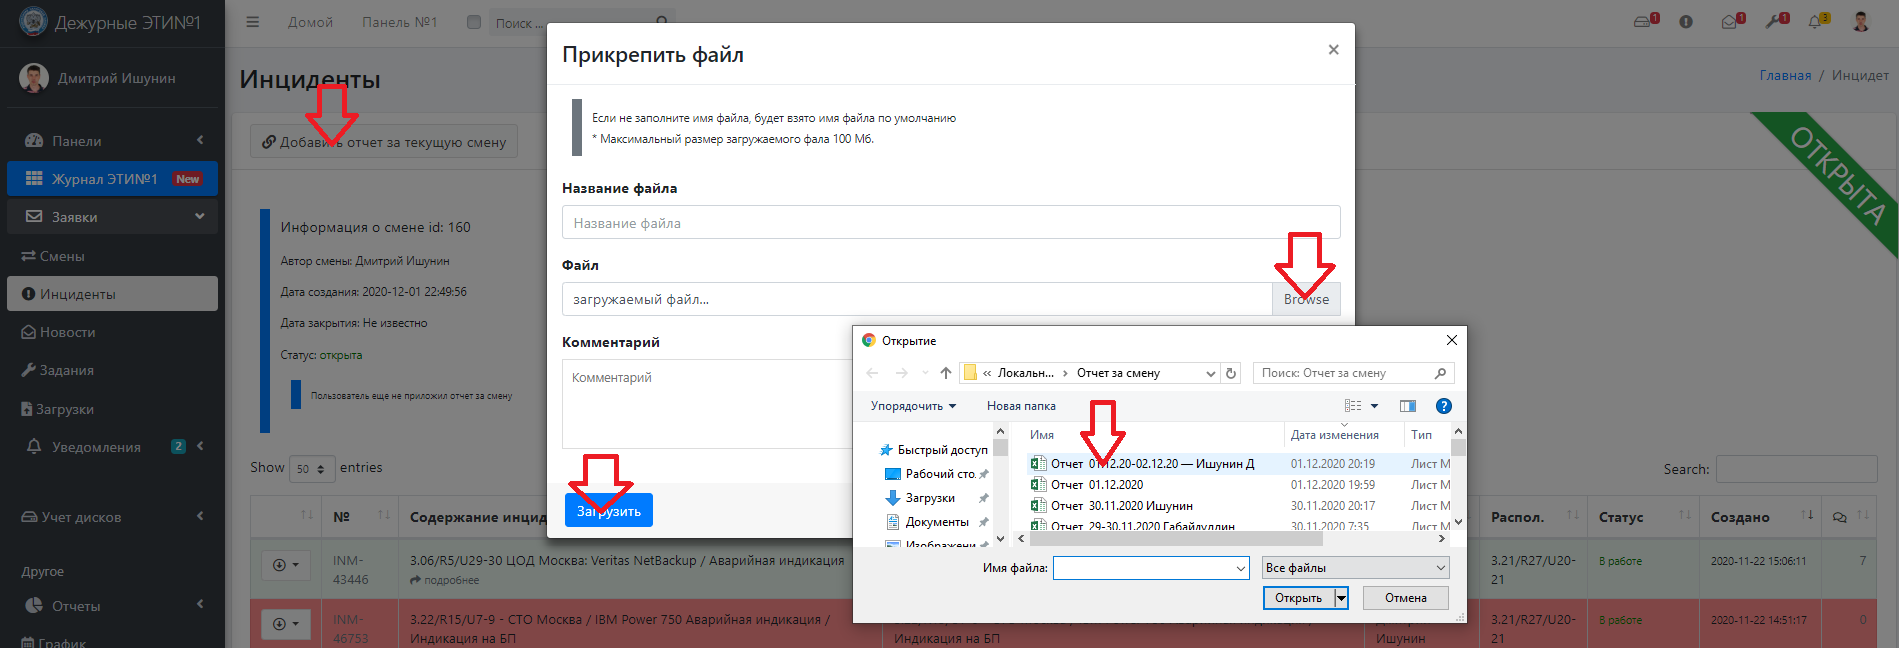 Дежурные ЭТИ№1
Домой
Панель №1
Поиск ...
1
1
1
3
Дмитрий Ишунин
Панели
Журнал ЭТИ№1 New
Заявки
Смены
Инциденты
Новости
Задания
Загрузки
Уведомления 2
Учет дисков
Другое
Отчеты
График
Инциденты
Главная / Инцидет
Добавить отчет за текущую смену
ОТКРЫТА
Информация о смене id: 160
Автор смены: Дмитрий Ишунин
Дата создания: 2020-12-01 22:49:56
Дата закрытия: Не известно
Статус: открыта
Пользователь еще не приложил отчет за смену
Show 50 entries
Search:
№
Содержание инцид
Распол.
Статус
Создано
INM-
43446
3.06/R5/U29-30 ЦОД Москва: Veritas NetBackup / Аварийная индикация
подробнее
3.21/R27/U20-
21
В работе
2020-11-22 15:06:11
7
INM-
46753
3.22/R15/U7-9 - СТО Москва / IBM Power 750 Аварийная индикация /
Индикация на БП
Индикация на БП
Ишунин
3.21/R27/U20-
21
В работе
2020-11-22 14:51:17
0
Прикрепить файл
×
Если не заполните имя файла, будет взято имя файла по умолчанию
* Максимальный размер загружаемого фала 100 Мб.
Название файла
Название файла
Файл
загружаемый файл...
Browse
Комментарий
Комментарий
Загрузить
Открытие
« Локальн... › Отчет за смену
Поиск: Отчет за смену
Упорядочить
Новая папка
Быстрый доступ
Рабочий сто.
Загрузки
Документы
Изображени
Имя
Дата изменения
Тип
Отчет 01.12.20-02.12.20 — Ишунин Д 01.12.2020 20:19 Лист M
Отчет 01.12.2020 01.12.2020 19:59 Лист M
Отчет 30.11.2020 Ишунин 30.11.2020 20:17 Лист M
Отчет 29-30.11.2020 Габайдуллин 30.11.2020 7:35 Лист M
Имя файла:
Все файлы
Открыть
Отмена